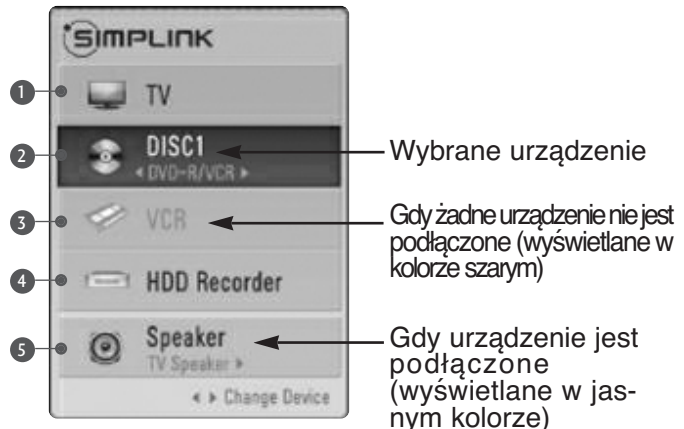 SIMPLINK
1 TV
2 DISC1
◂ DVD-R/VCR ▸
Wybrane urządzenie
3 VCR
Gdy żadne urządzenie nie jest
podłączone (wyświetlane w
kolorze szarym)
4 HDD Recorder
5 Speaker
TV Speaker ▸
Gdy urządzenie jest
podłączone
(wyświetlane w jas-
nym kolorze)
◂ ▸ Change Device